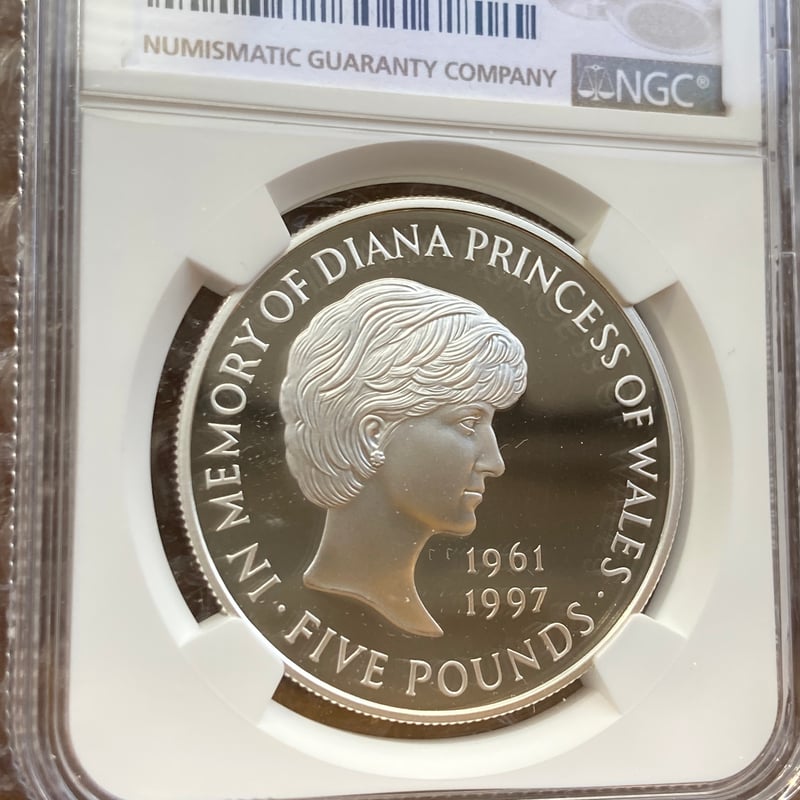 NUMISMATIC GUARANTY COMPANY
NGC®
IN MEMORY OF DIANA PRINCESS OF WALES
1961
1997
· FIVE POUNDS ·